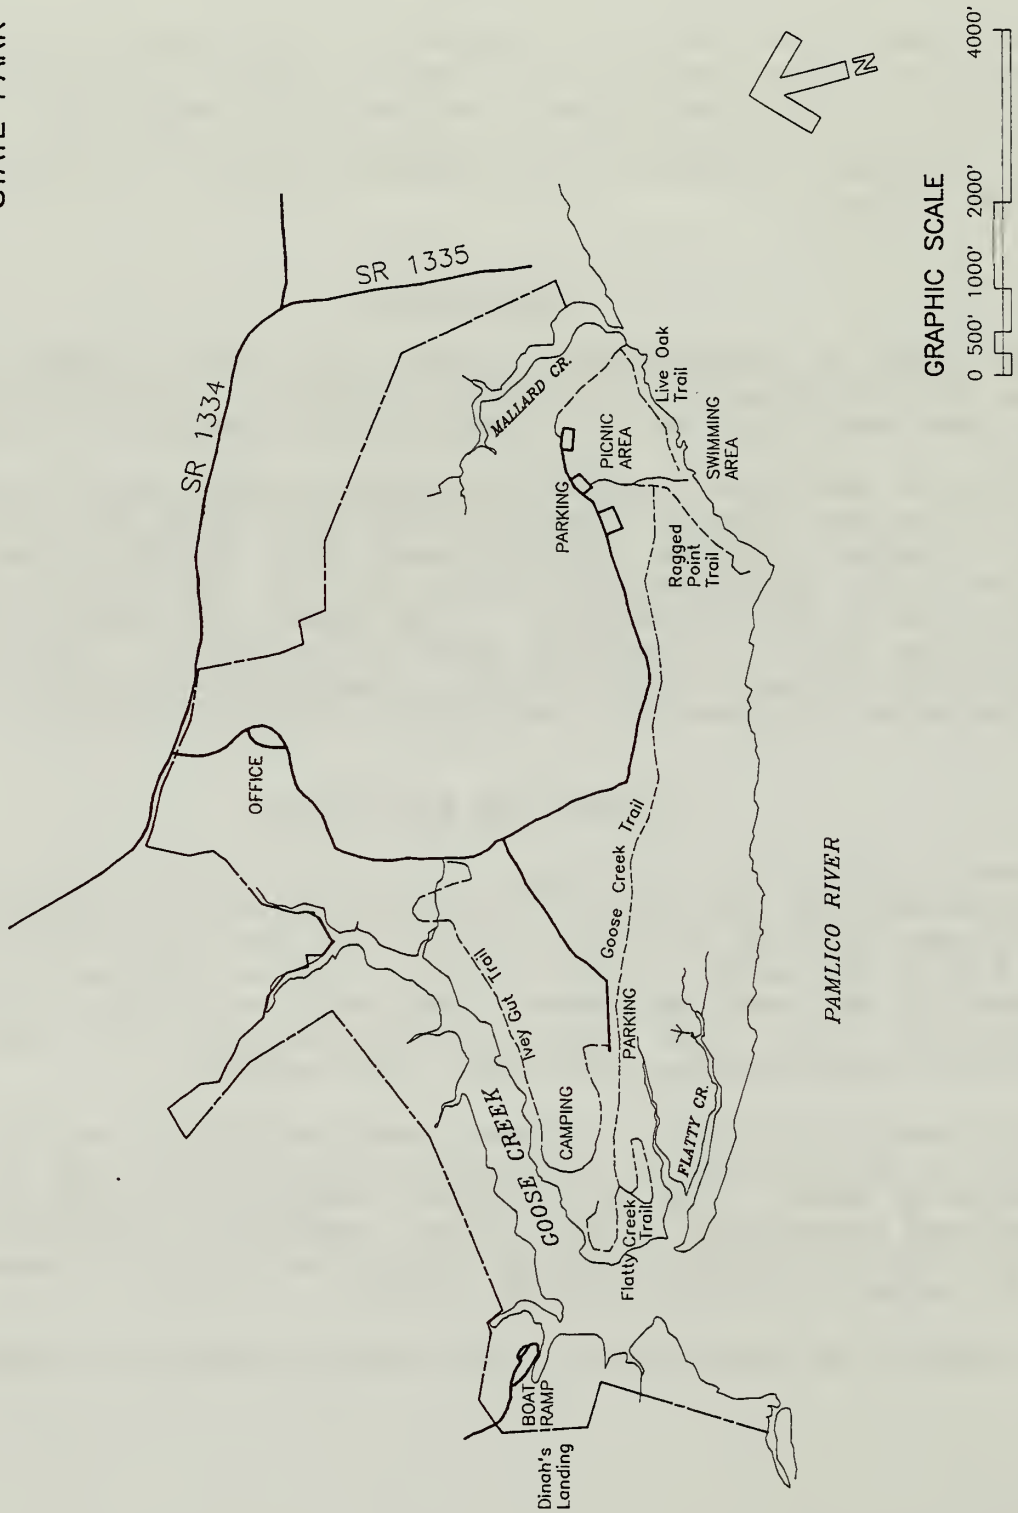 STATE PARK
SR 1334
SR 1335
OFFICE
MALLARD CR.
PARKING
PICNIC
AREA
Live Oak
Trail
SWIMMING
AREA
Ragged
Point
Trail
Goose Creek Trail
Ivey Gut Trail
GOOSE CREEK
CAMPING
PARKING
FLATTY CR.
Flatty Creek
Trail
BOAT
RAMP
Dinah's
Landing
PAMLICO RIVER
N
GRAPHIC SCALE
0 500' 1000' 2000' 4000'